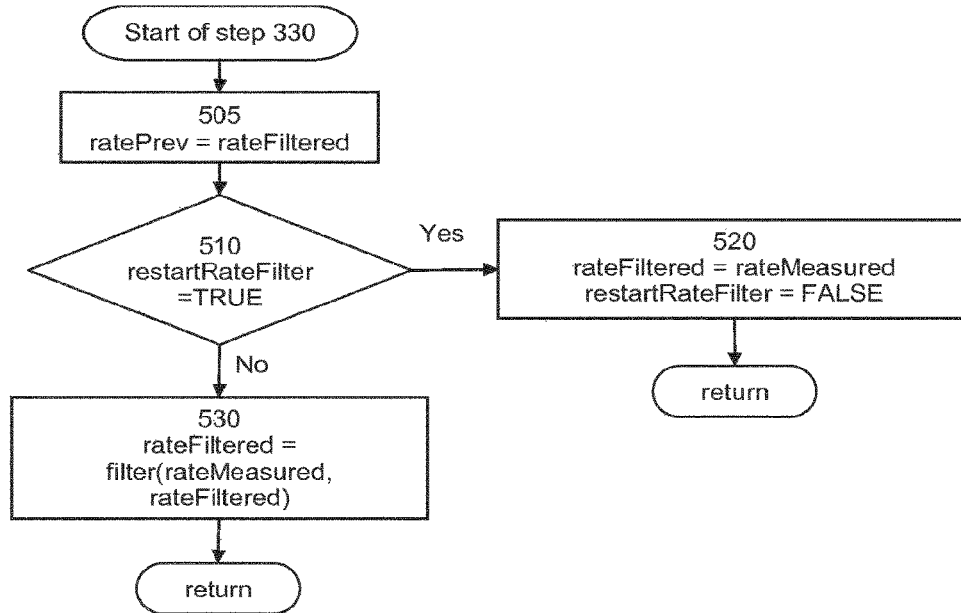 Start of step 330
505
ratePrev = rateFiltered
510
restartRateFilter
=TRUE
Yes
520
rateFiltered = rateMeasured
restartRateFilter = FALSE
return
No
530
rateFiltered =
filter(rateMeasured,
rateFiltered)
return